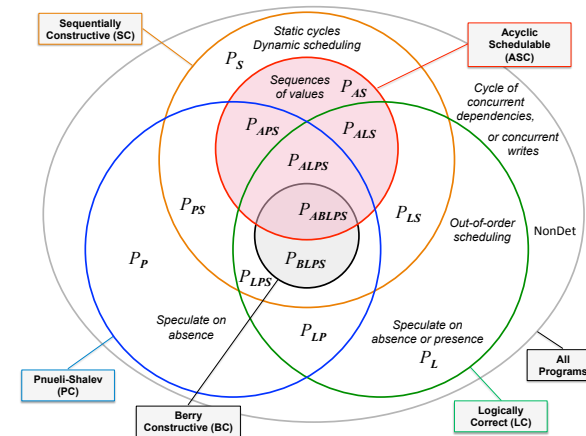 Sequentially
Constructive (SC)
Static cycles
Dynamic scheduling
Acyclic
Schedulable
(ASC)
P_S
Sequences
of values
P_AS
Cycle of
concurrent
dependencies,
or concurrent
writes
P_APS
P_ALS
P_ALPS
P_PS
P_ABLPS
P_LS
Out-of-order
scheduling
NonDet
P_P
P_BLPS
P_LPS
Speculate on
absence
P_LP
Speculate on
absence or presence
P_L
All
Programs
Pnueli-Shalev
(PC)
Berry
Constructive (BC)
Logically
Correct (LC)